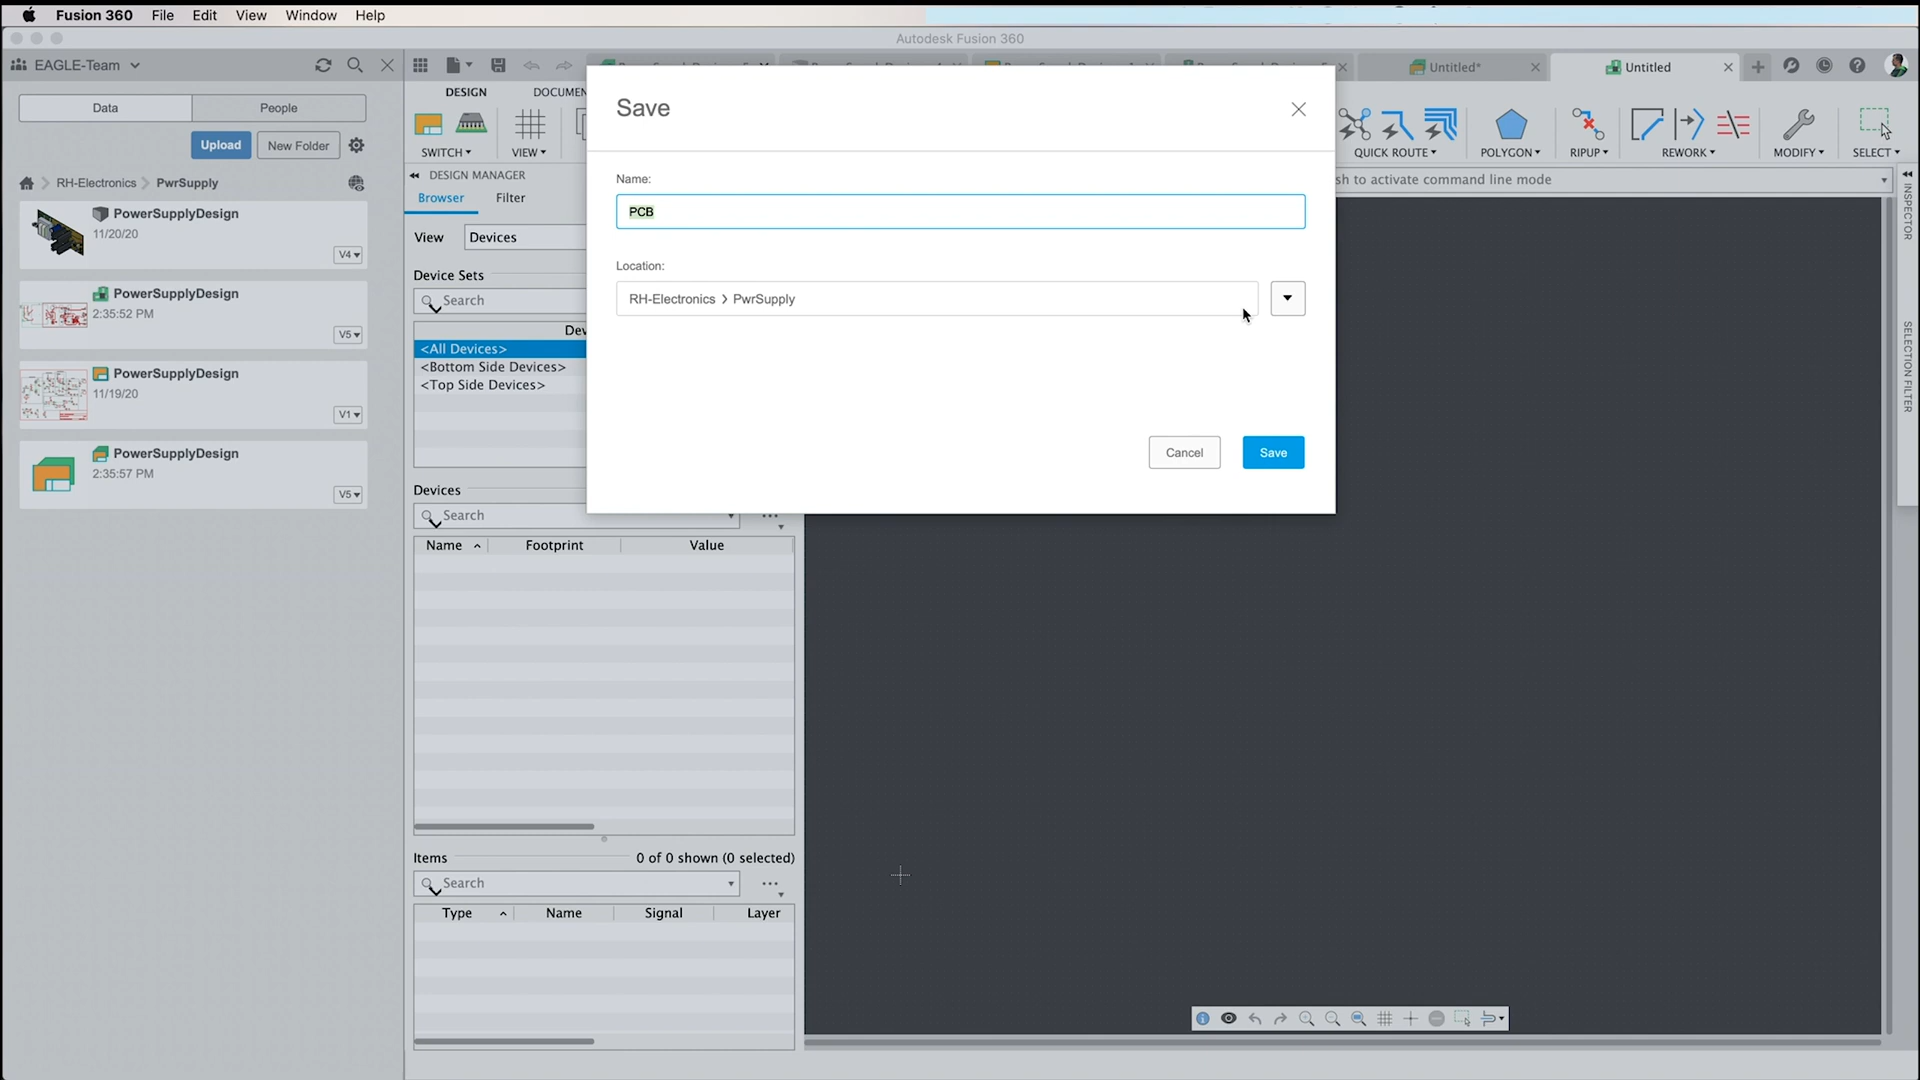 Fusion 360 File Edit View Window Help
Autodesk Fusion 360
EAGLE-Team
Untitled* Untitled
Data People
DESIGN DOCUMEN
Upload New Folder
SWITCH VIEW QUICK ROUTE POLYGON RIPUP REWORK MODIFY SELECT
RH-Electronics PwrSupply
DESIGN MANAGER
sh to activate command line mode
Browser Filter
PowerSupplyDesign
11/20/20
V4
PowerSupplyDesign
2:35:52 PM
V5
PowerSupplyDesign
11/19/20
V1
PowerSupplyDesign
2:35:57 PM
V5
View Devices
Device Sets
Search
Dev
<All Devices>
<Bottom Side Devices>
<Top Side Devices>
Devices
Search
Name Footprint Value
Items 0 of 0 shown (0 selected)
Search
Type Name Signal Layer
Save
Name:
PCB
Location:
RH-Electronics > PwrSupply
Cancel Save
INSPECTOR
SELECTION FILTER